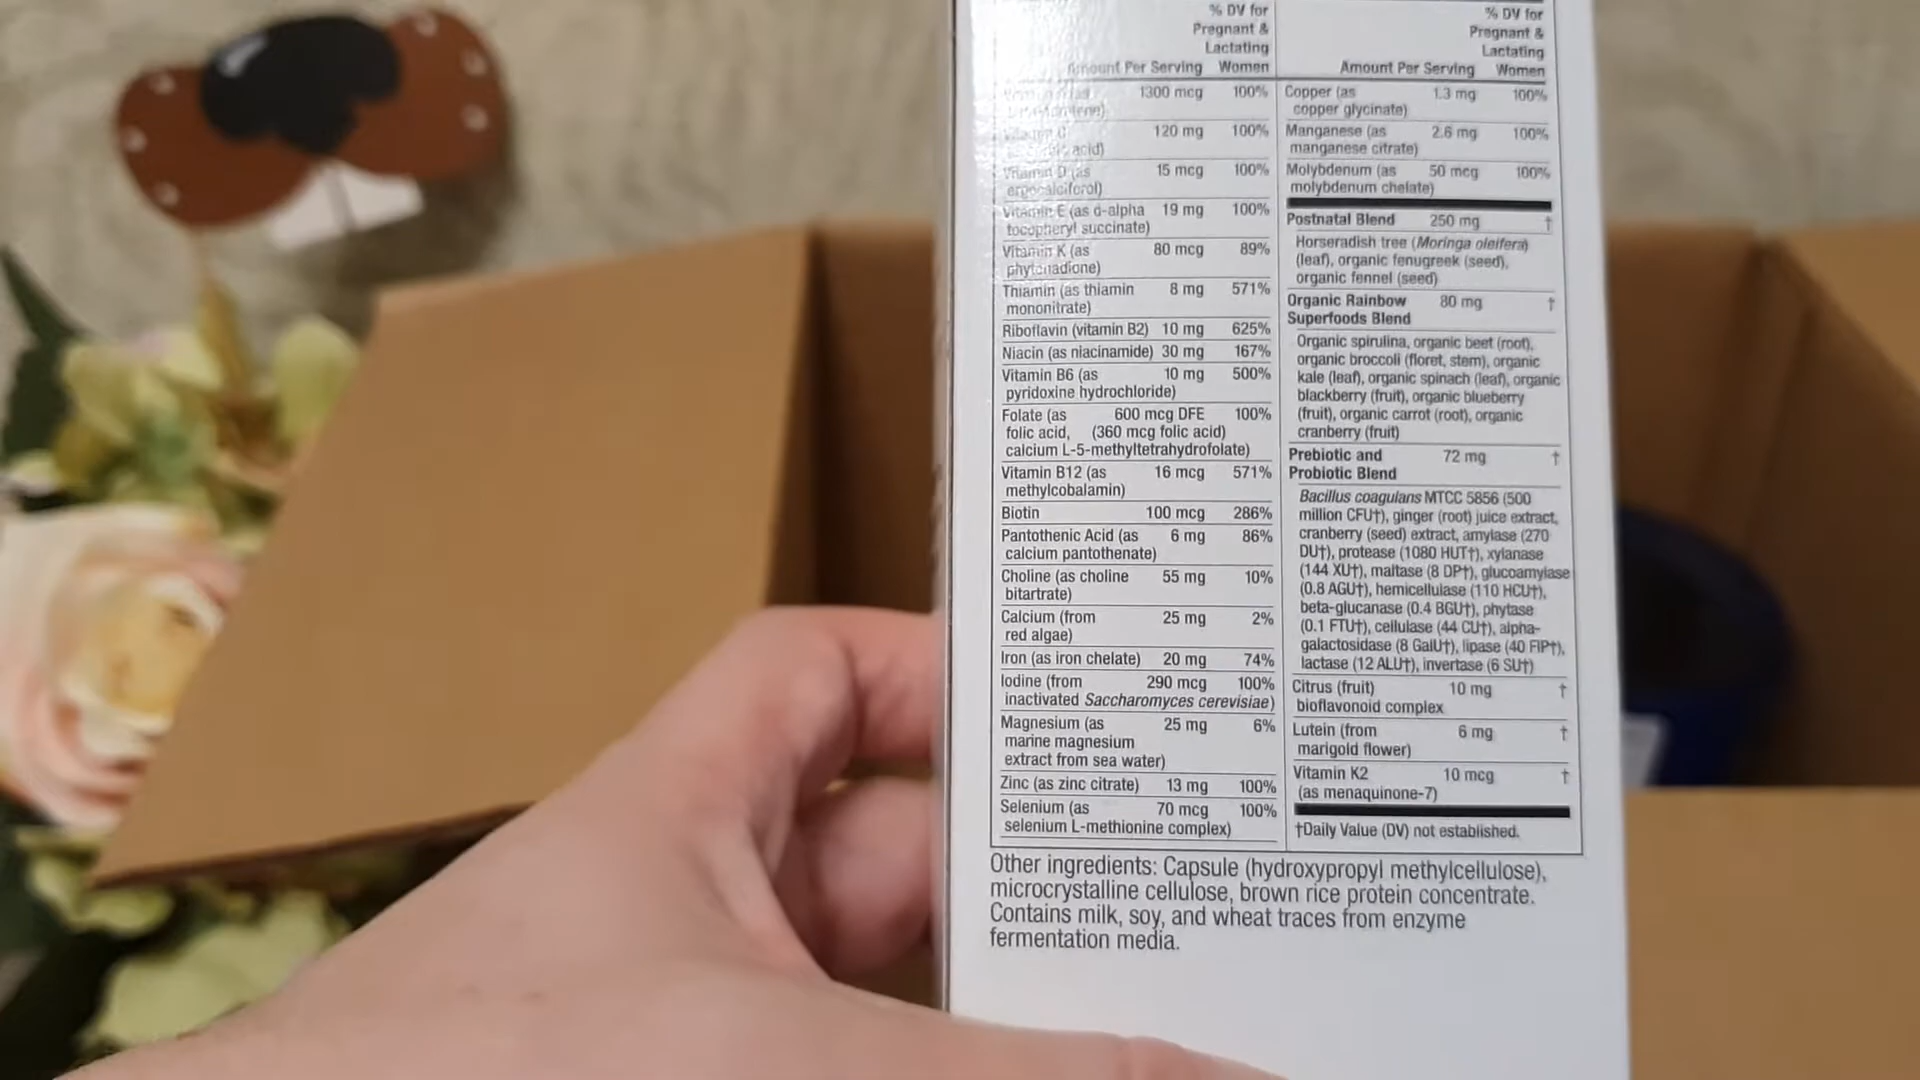 % DV for
Pregnant &
Lactating
Amount Per Serving Women
1300 mcg 100%
Vitamin C
120 mg 100%
acid)
Vitamin D (as 15 mcg 100%
ergocalciferol)
Vitamin E (as d-alpha 19 mg 100%
tocopheryl succinate)
Vitamin K (as 80 mcg 89%
phytonadione)
Thiamin (as thiamin 8 mg 571%
mononitrate)
Riboflavin (vitamin B2) 10 mg 625%
Niacin (as niacinamide) 30 mg 167%
Vitamin B6 (as 10 mg 500%
pyridoxine hydrochloride)
Folate (as 600 mcg DFE 100%
folic acid, (360 mcg folic acid)
calcium L-5-methyltetrahydrofolate)
Vitamin B12 (as 16 mcg 571%
methylcobalamin)
Biotin 100 mcg 286%
Pantothenic Acid (as 6 mg 86%
calcium pantothenate)
Choline (as choline 55 mg 10%
bitartrate)
Calcium (from 25 mg 2%
red algae)
Iron (as iron chelate) 20 mg 74%
Iodine (from 290 mcg 100%
inactivated Saccharomyces cerevisiae)
Magnesium (as 25 mg 6%
marine magnesium
extract from sea water)
Zinc (as zinc citrate) 13 mg 100%
Selenium (as 70 mcg 100%
selenium L-methionine complex)
% DV for
Pregnant &
Lactating
Amount Per Serving Women
Copper (as 1.3 mg 100%
copper glycinate)
Manganese (as 2.6 mg 100%
manganese citrate)
Molybdenum (as 50 mcg 100%
molybdenum chelate)
Postnatal Blend 250 mg †
Horseradish tree (Moringa oleifera)
(leaf), organic fenugreek (seed),
organic fennel (seed)
Organic Rainbow 80 mg †
Superfoods Blend
Organic spirulina, organic beet (root),
organic broccoli (floret, stem), organic
kale (leaf), organic spinach (leaf), organic
blackberry (fruit), organic blueberry
(fruit), organic carrot (root), organic
cranberry (fruit)
Prebiotic and 72 mg †
Probiotic Blend
Bacillus coagulans MTCC 5856 (500
million CFU†), ginger (root) juice extract,
cranberry (seed) extract, amylase (270
DU†), protease (1080 HUT†), xylanase
(144 XU†), maltase (8 DP†), glucoamylase
(0.8 AGU†), hemicellulase (110 HCU†),
beta-glucanase (0.4 BGU†), phytase
(0.1 FTU†), cellulase (44 CU†), alpha-
galactosidase (8 GalU†), lipase (40 FIP†),
lactase (12 ALU†), invertase (6 SU†)
Citrus (fruit) 10 mg †
bioflavonoid complex
Lutein (from 6 mg †
marigold flower)
Vitamin K2 10 mcg †
(as menaquinone-7)
†Daily Value (DV) not established.
Other ingredients: Capsule (hydroxypropyl methylcellulose),
microcrystalline cellulose, brown rice protein concentrate.
Contains milk, soy, and wheat traces from enzyme
fermentation media.